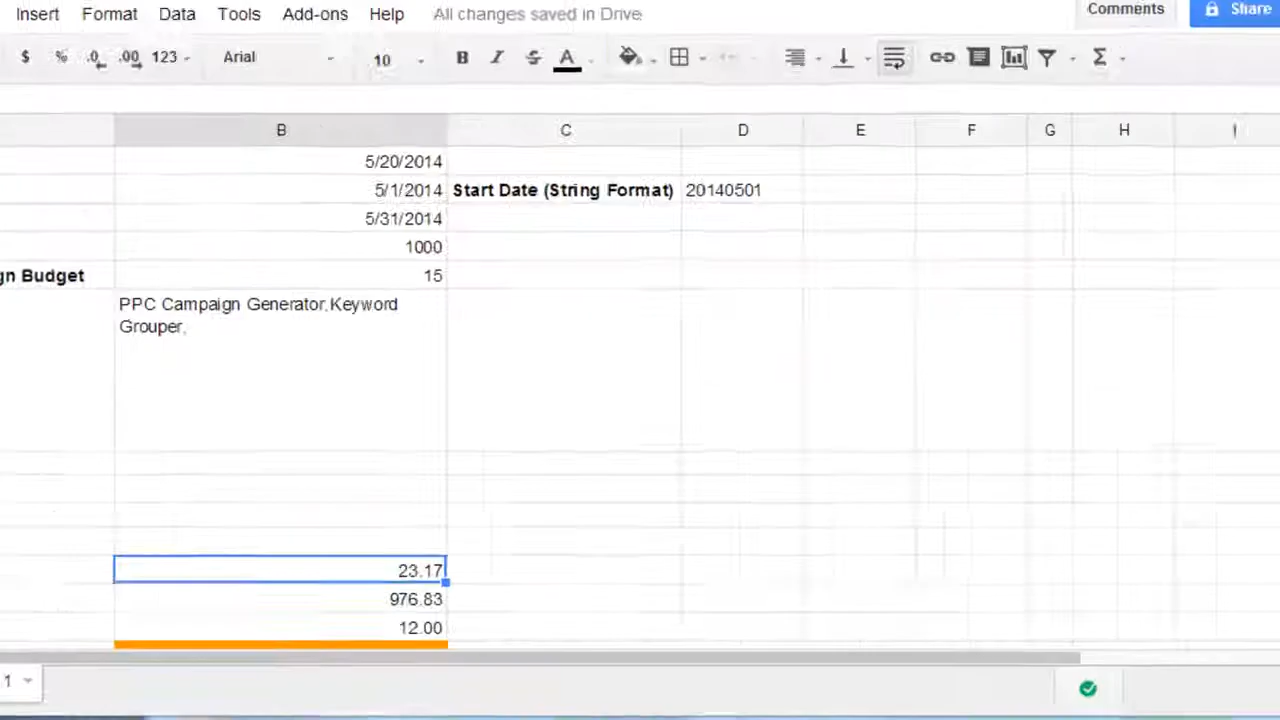 Insert Format Data Tools Add-ons Help All changes saved in Drive Comments Share
$ % .0 .00 123 Arial 10 B I S A Σ
B C D E F G H I
5/20/2014
5/1/2014 Start Date (String Format) 20140501
5/31/2014
1000
gn Budget 15
PPC Campaign Generator,Keyword
Grouper,
23.17
976.83
12.00
1